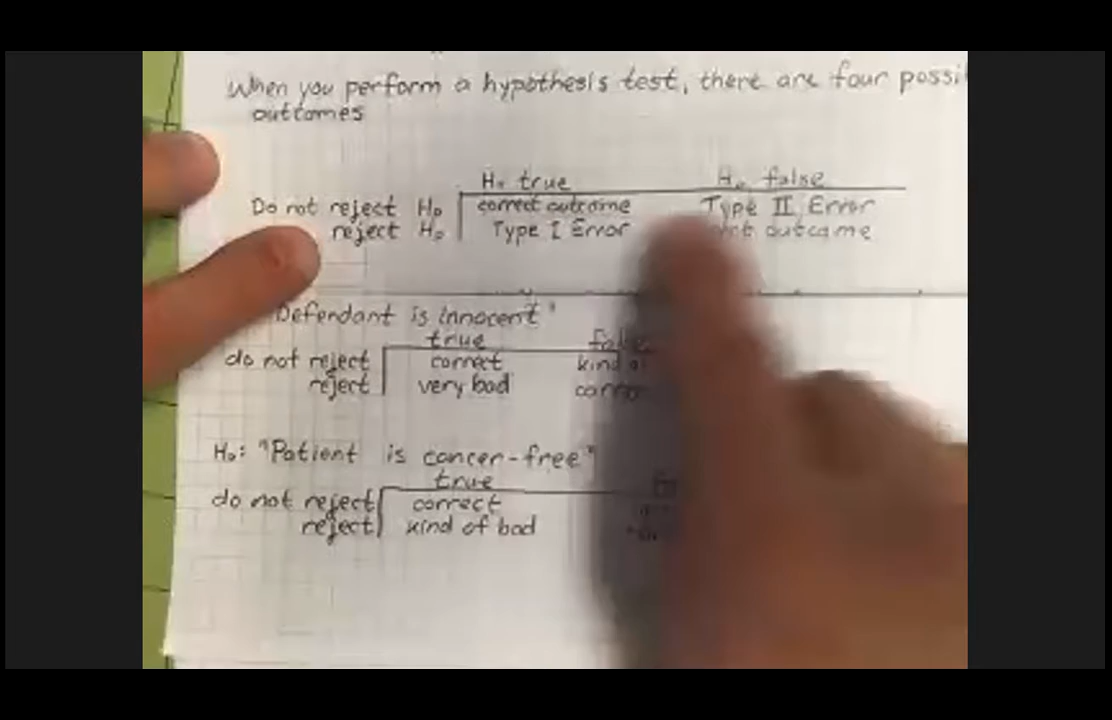 When you perform a hypothesis test, there are four
outcomes
H₀ true H₀ false
Do not reject H₀ correct outcome Type II Error
reject H₀ Type I Error outcome
Defendant is innocent"
true
do not reject correct kind
reject very bad
H₀: "Patient is cancer-free"
true
do not reject correct
reject kind of bad